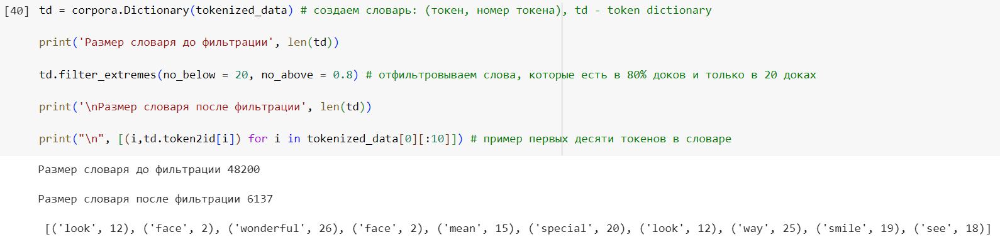 [40] td = corpora.Dictionary(tokenized_data) # создаем словарь: (токен, номер токена), td - token dictionary
print('Размер словаря до фильтрации', len(td))
td.filter_extremes(no_below = 20, no_above = 0.8) # отфильтровываем слова, которые есть в 80% доков и только в 20 доках
print('\nРазмер словаря после фильтрации', len(td))
print("\n", [(i,td.token2id[i]) for i in tokenized_data[0][:10]]) # пример первых десяти токенов в словаре
Размер словаря до фильтрации 48200
Размер словаря после фильтрации 6137
[('look', 12), ('face', 2), ('wonderful', 26), ('face', 2), ('mean', 15), ('special', 20), ('look', 12), ('way', 25), ('smile', 19), ('see', 18)]